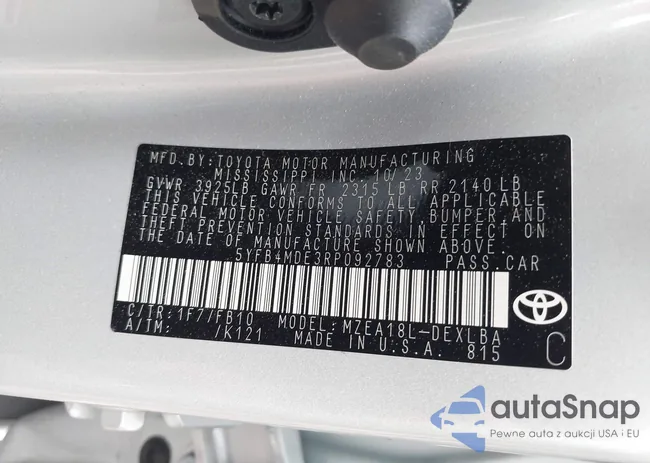 MFD.BY:TOYOTA MOTOR MANUFACTURING
MISSISSIPPI INC.10/23
GVWR 3925LB GAWR FR 2315 LB RR 2140 LB
THIS VEHICLE CONFORMS TO ALL APPLICABLE
FEDERAL MOTOR VEHICLE SAFETY, BUMPER, AND
THEFT PREVENTION STANDARDS IN EFFECT ON
THE DATE OF MANUFACTURE SHOWN ABOVE.
5YFB4MDE3RP092783 PASS.CAR
C/TR:1F7/FB10 MODEL:MZEA18L-DEXLBA
A/TM: /K121 MADE IN U.S.A. 815
C
autaSnap
Pewne auta z aukcji USA i EU